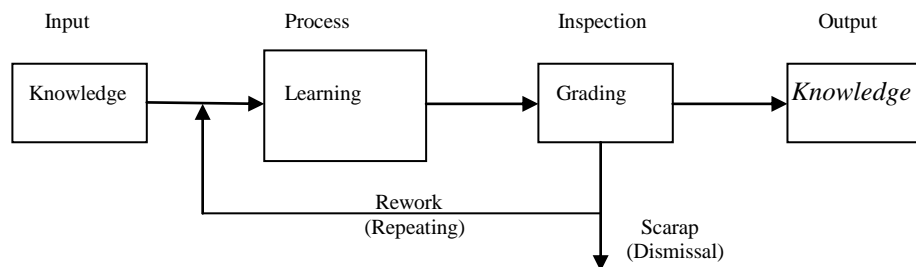 Input Process Inspection Output
Knowledge Learning Grading Knowledge
Rework
(Repeating)
Scarap
(Dismissal)